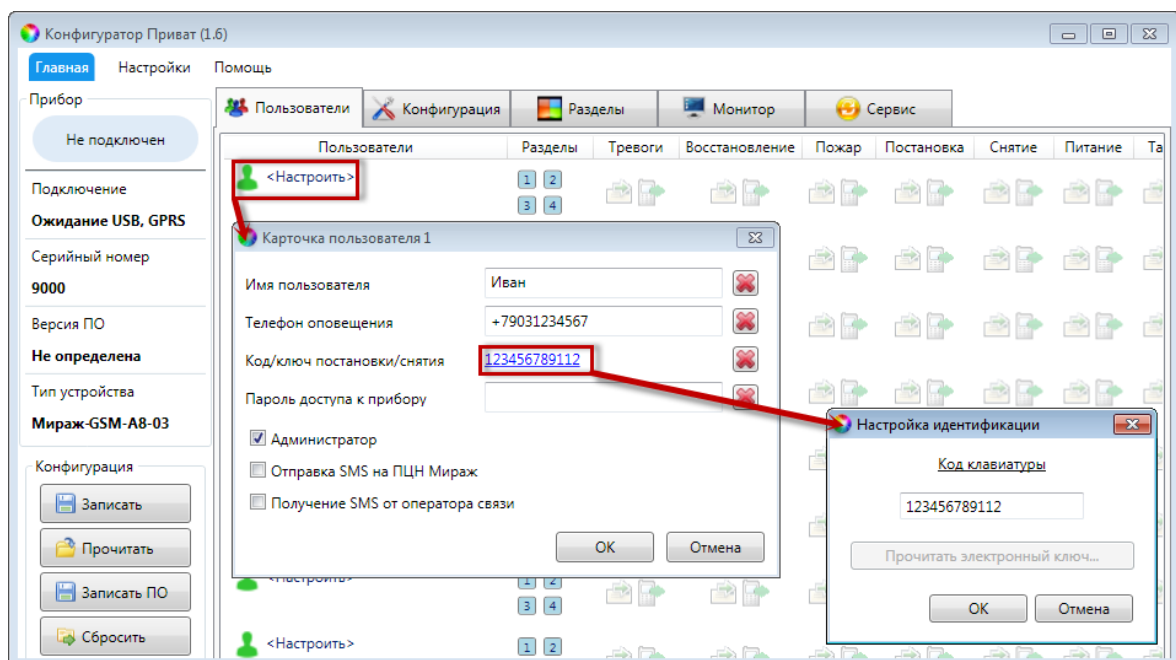 Конфигуратор Приват (1.6)
Главная Настройки Помощь
Прибор
Не подключен
Подключение
Ожидание USB, GPRS
Серийный номер
9000
Версия ПО
Не определена
Тип устройства
Мираж-GSM-A8-03
Конфигурация
Записать
Прочитать
Записать ПО
Сбросить
Пользователи Конфигурация Разделы Монитор Сервис
Пользователи Разделы Тревоги Восстановление Пожар Постановка Снятие Питание Та
<Настроить> 1 2
3 4
Карточка пользователя 1
Имя пользователя Иван
Телефон оповещения +79031234567
Код/ключ постановки/снятия 123456789112
Пароль доступа к прибору
Администратор
Отправка SMS на ПЦН Мираж
Получение SMS от оператора связи
OK Отмена
Настройка идентификации
Код клавиатуры
123456789112
Прочитать электронный ключ...
OK Отмена
<Настроить> 1 2
3 4
<Настроить> 1 2